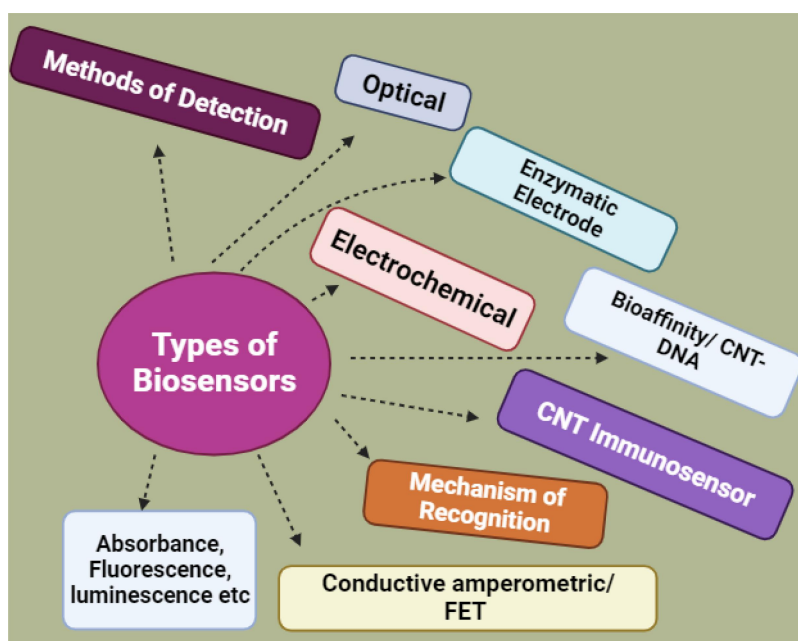 Methods of Detection
Optical
Enzymatic
Electrode
Electrochemical
Bioaffinity/ CNT-
DNA
Types of
Biosensors
CNT Immunosensor
Mechanism of
Recognition
Absorbance,
Fluorescence,
luminescence etc
Conductive amperometric/
FET